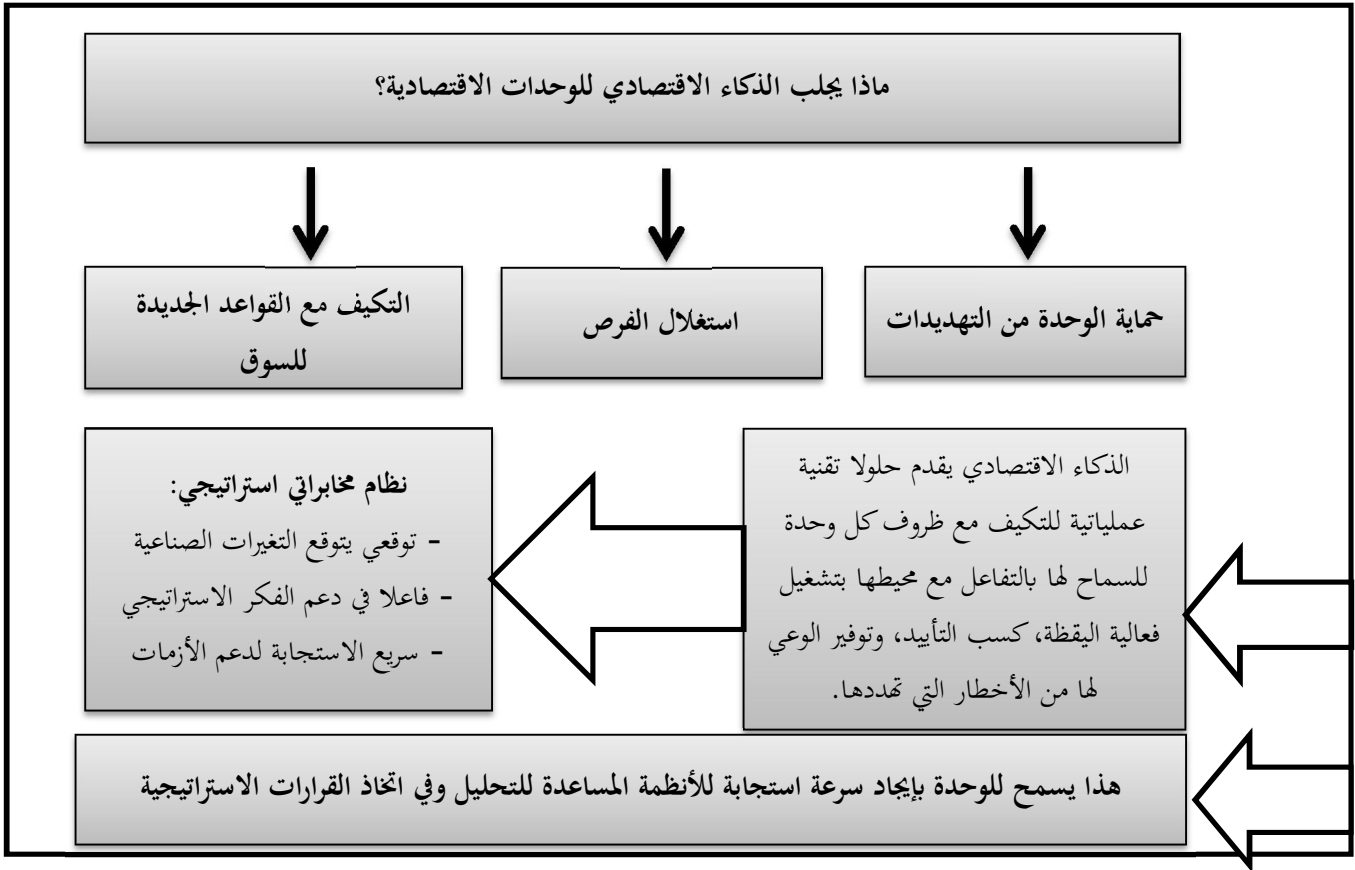 ماذا يجلب الذكاء الاقتصادي للوحدات الاقتصادية؟
حماية الوحدة من التهديدات
استغلال الفرص
التكيف مع القواعد الجديدة
للسوق
الذكاء الاقتصادي يقدم حلولا تقنية
عملياتية للتكيف مع ظروف كل وحدة
للسماح لها بالتفاعل مع محيطها بتشغيل
فعالية اليقظة، كسب التأييد، وتوفير الوعي
لها من الأخطار التي تهددها.
نظام مخابراتي استراتيجي:
- توقعي يتوقع التغيرات الصناعية
- فاعلا في دعم الفكر الاستراتيجي
- سريع الاستجابة لدعم الأزمات
هذا يسمح للوحدة بإيجاد سرعة استجابة للأنظمة المساعدة للتحليل وفي اتخاذ القرارات الاستراتيجية